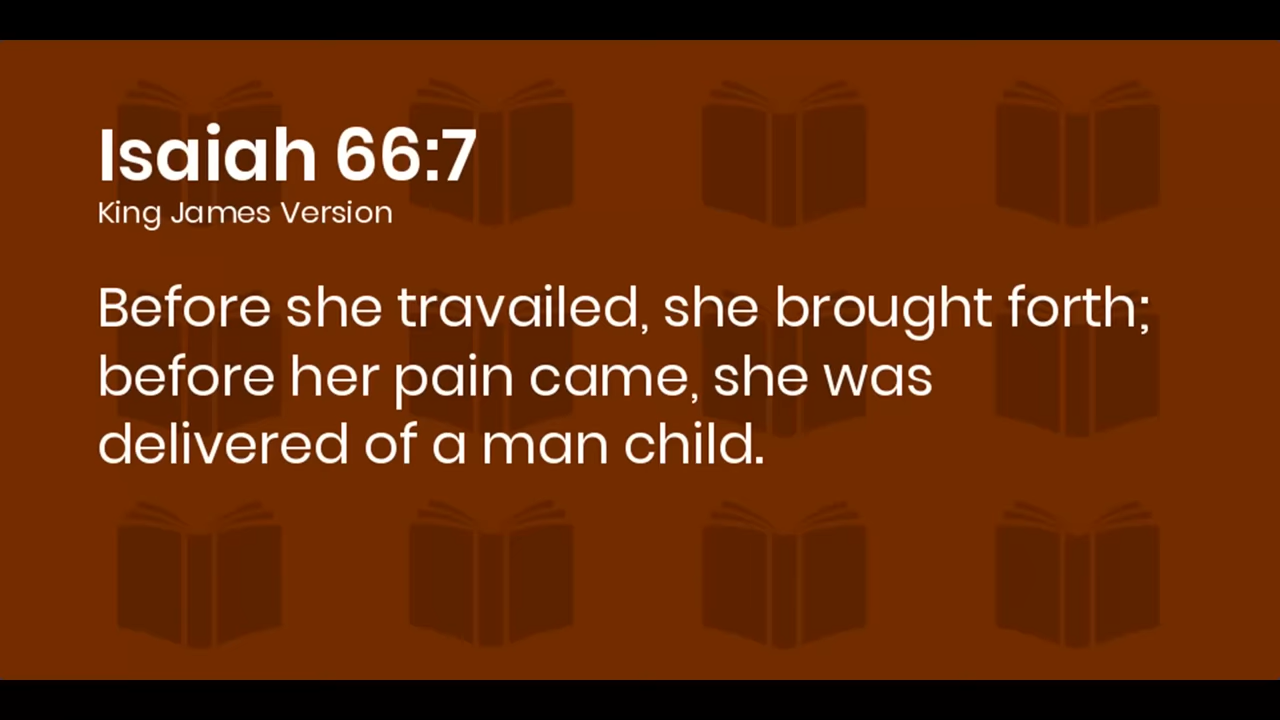 Isaiah 66:7
King James Version
Before she travailed, she brought forth;
before her pain came, she was
delivered of a man child.